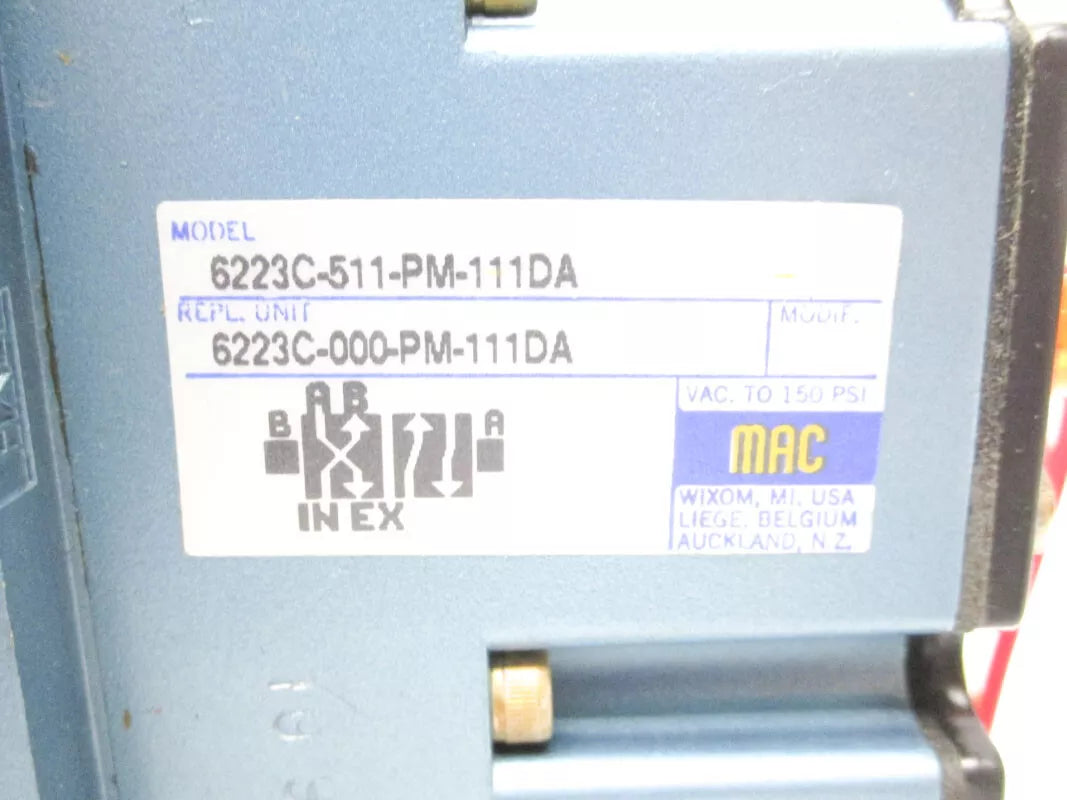 MODEL
6223C-511-PM-111DA
REPL. UNIT
MODIF.
6223C-000-PM-111DA
VAC. TO 150 PSI
A B
B
A
MAC
IN EX
WIXOM, MI. USA
LIEGE. BELGIUM
AUCKLAND, N.Z.